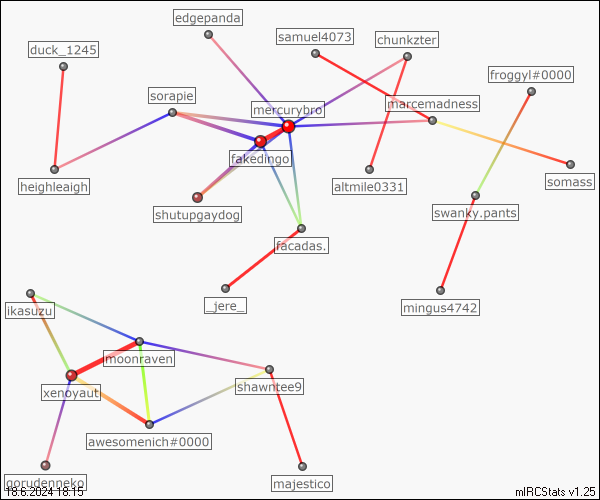 edgepanda
samuel4073
chunkzter
duck_1245
froggyl#0000
sorapie
mercurybro
marcemadness
fakedingo
heighleaigh
altmile0331
somass
shutupgaydog
swanky.pants
facadas.
_jere_
mingus4742
ikasuzu
moonraven
xenoyaut
shawntee9
awesomenich#0000
gorudenneko
majestico
18.6.2024 18.15
mIRCStats v1.25